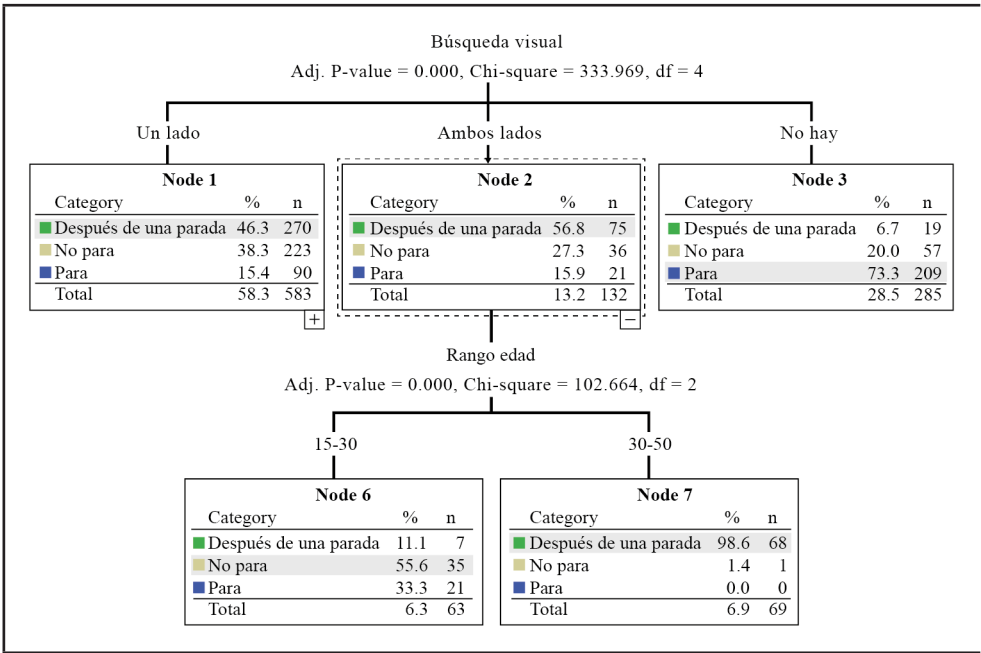 Búsqueda visual
Adj. P-value = 0.000, Chi-square = 333.969, df = 4
Un lado
Ambos lados
No hay
Node 1
Category % n
Después de una parada 46.3 270
No para 38.3 223
Para 15.4 90
Total 58.3 583
+
Node 2
Category % n
Después de una parada 56.8 75
No para 27.3 36
Para 15.9 21
Total 13.2 132
−
Node 3
Category % n
Después de una parada 6.7 19
No para 20.0 57
Para 73.3 209
Total 28.5 285
Rango edad
Adj. P-value = 0.000, Chi-square = 102.664, df = 2
15-30
30-50
Node 6
Category % n
Después de una parada 11.1 7
No para 55.6 35
Para 33.3 21
Total 6.3 63
Node 7
Category % n
Después de una parada 98.6 68
No para 1.4 1
Para 0.0 0
Total 6.9 69